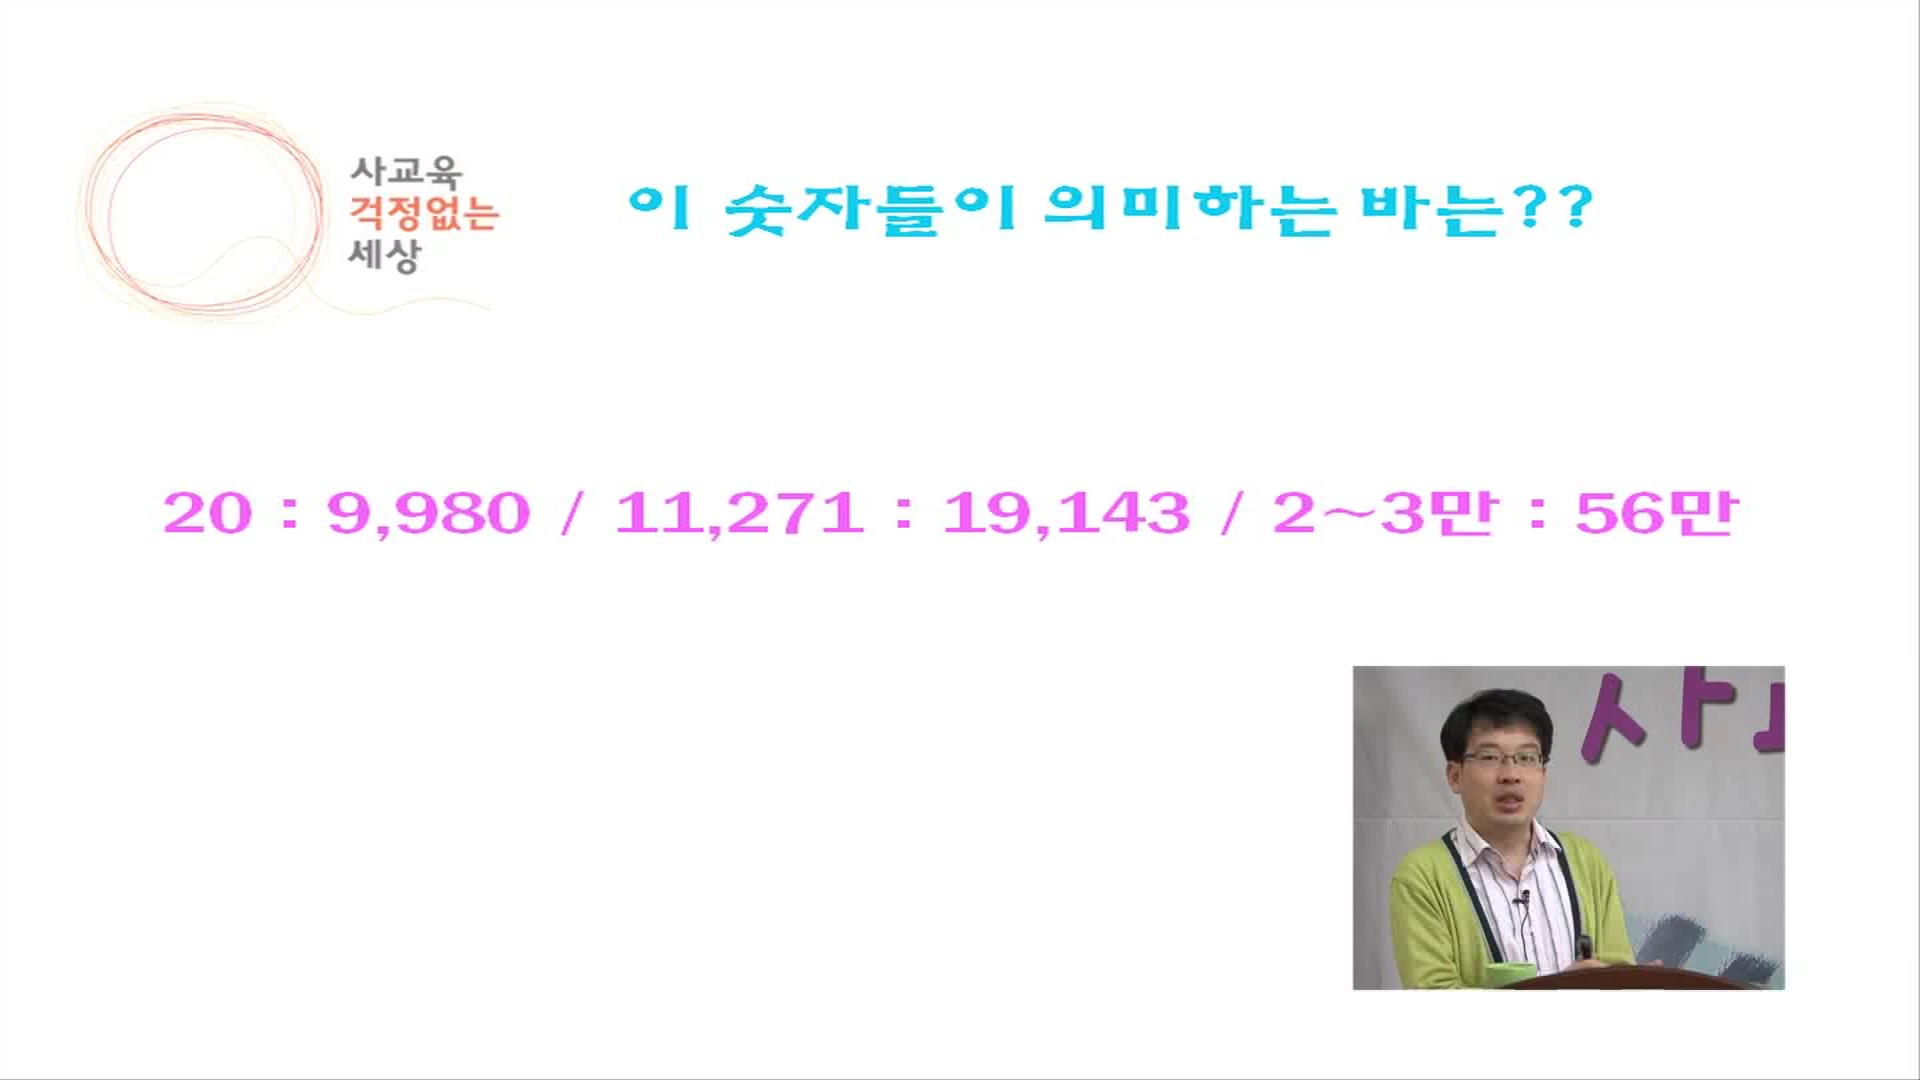 사교육
걱정없는
세상
이 숫자들이 의미하는 바는??
20 : 9,980 / 11,271 : 19,143 / 2~3만 : 56만
사